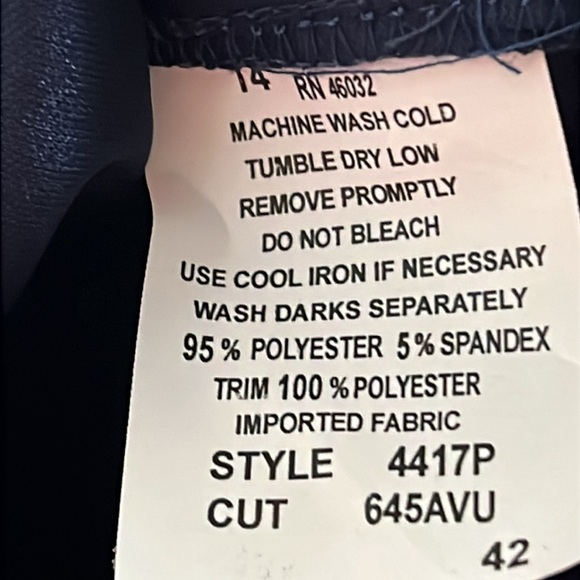 14 RN 46032
MACHINE WASH COLD
TUMBLE DRY LOW
REMOVE PROMPTLY
DO NOT BLEACH
USE COOL IRON IF NECESSARY
WASH DARKS SEPARATELY
95 % POLYESTER 5 % SPANDEX
TRIM 100 % POLYESTER
IMPORTED FABRIC
STYLE 4417P
CUT 645AVU
42